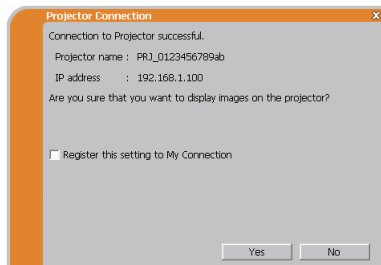 Projector Connection X
Connection to Projector successful.
Projector name : PRJ_0123456789ab
IP address : 192.168.1.100
Are you sure that you want to display images on the projector?
Register this setting to My Connection
Yes No